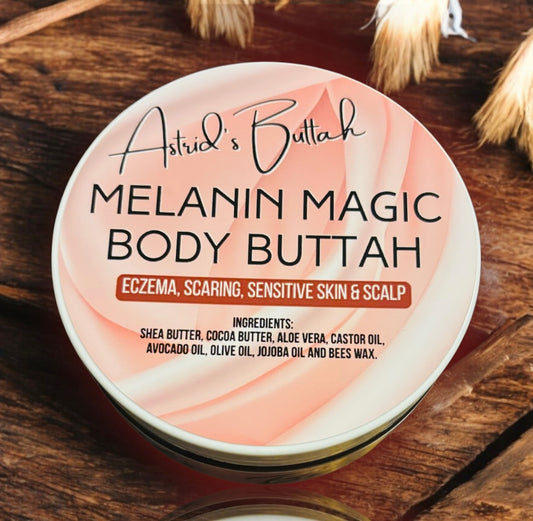 Astrid's Buttah
MELANIN MAGIC
BODY BUTTAH
ECZEMA, SCARING, SENSITIVE SKIN & SCALP
INGREDIENTS:
SHEA BUTTER, COCOA BUTTER, ALOE VERA, CASTOR OIL,
AVOCADO OIL, OLIVE OIL, JOJOBA OIL AND BEES WAX.